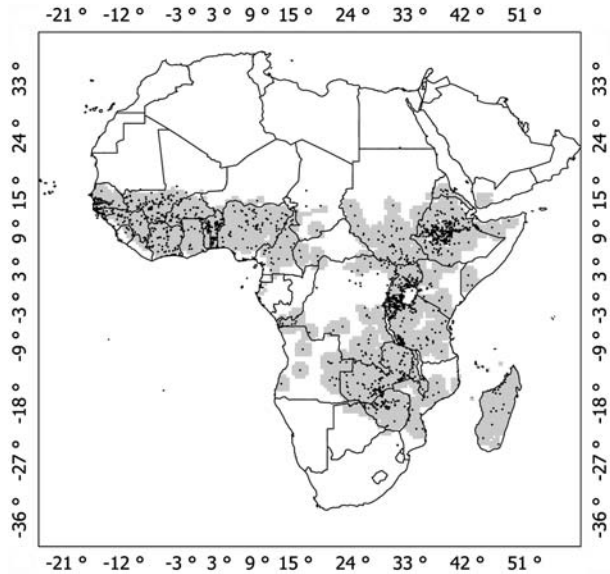 -21 º -12 º -3 º 3 º 9 º 15 º 24 º 33 º 42 º 51 º
33 º 33 º
24 º 24 º
15 º 15 º
9 º 9 º
3 º 3 º
-3 º -3 º
-9 º -9 º
-18 º -18 º
-27 º -27 º
-36 º -36 º
-21 º -12 º -3 º 3 º 9 º 15 º 24 º 33 º 42 º 51 º